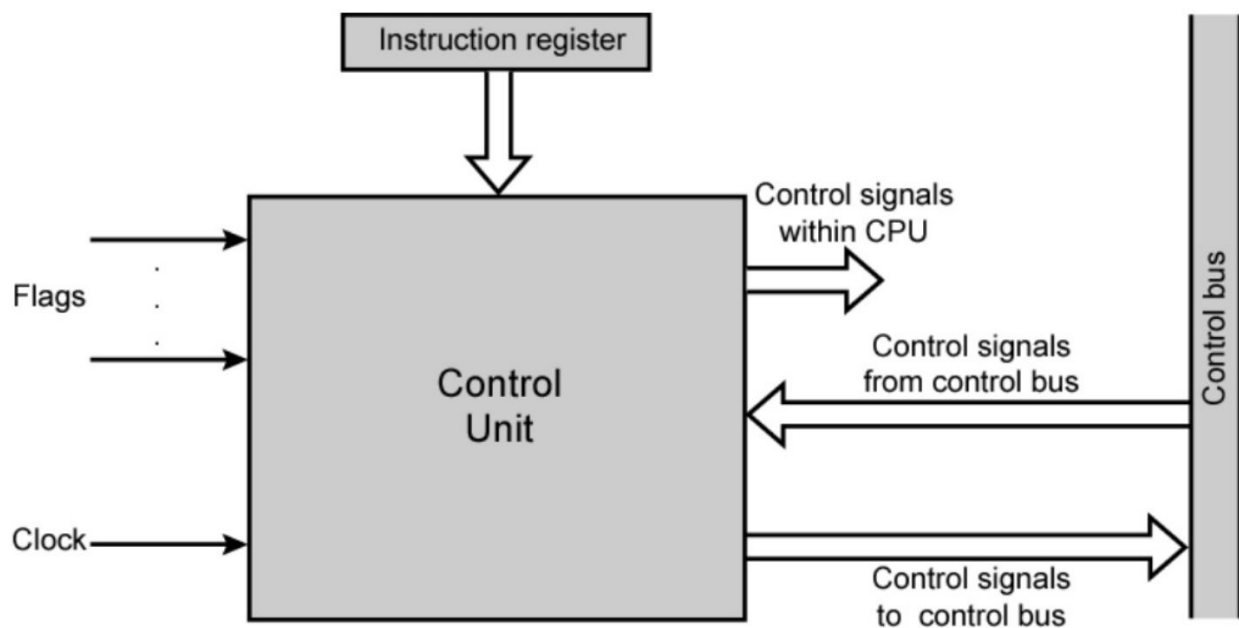 Instruction register
Control signals
within CPU
Flags
Control signals
from control bus
Control
Unit
Control bus
Clock
Control signals
to control bus